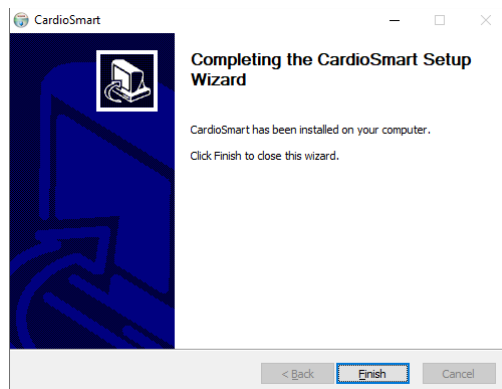 CardioSmart
Completing the CardioSmart Setup
Wizard
CardioSmart has been installed on your computer.
Click Finish to close this wizard.
< Back
Finish
Cancel